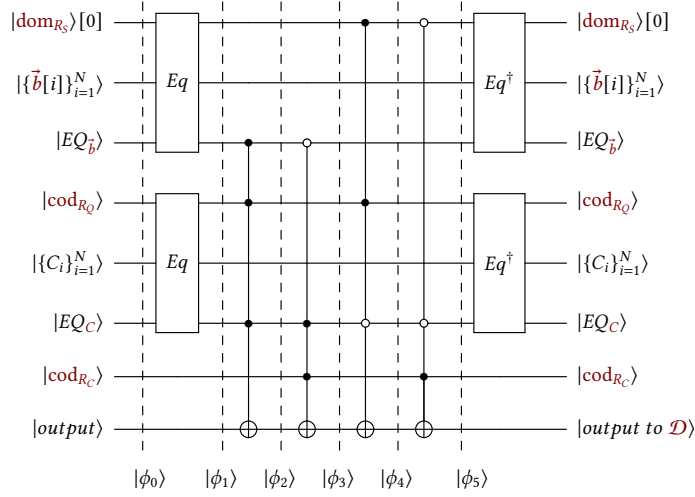 |dom_{R_S}⟩[0] |dom_{R_S}⟩[0]
|{b⃗[i]}_{i=1}^N⟩ Eq Eq† |{b⃗[i]}_{i=1}^N⟩
|EQ_{b⃗}⟩ |EQ_{b⃗}⟩
|cod_{R_Q}⟩ |cod_{R_Q}⟩
|{C_i}_{i=1}^N⟩ Eq Eq† |{C_i}_{i=1}^N⟩
|EQ_C⟩ |EQ_C⟩
|cod_{R_C}⟩ |cod_{R_C}⟩
|output⟩ |output to 𝒟⟩
|ϕ_0⟩ |ϕ_1⟩ |ϕ_2⟩ |ϕ_3⟩ |ϕ_4⟩ |ϕ_5⟩